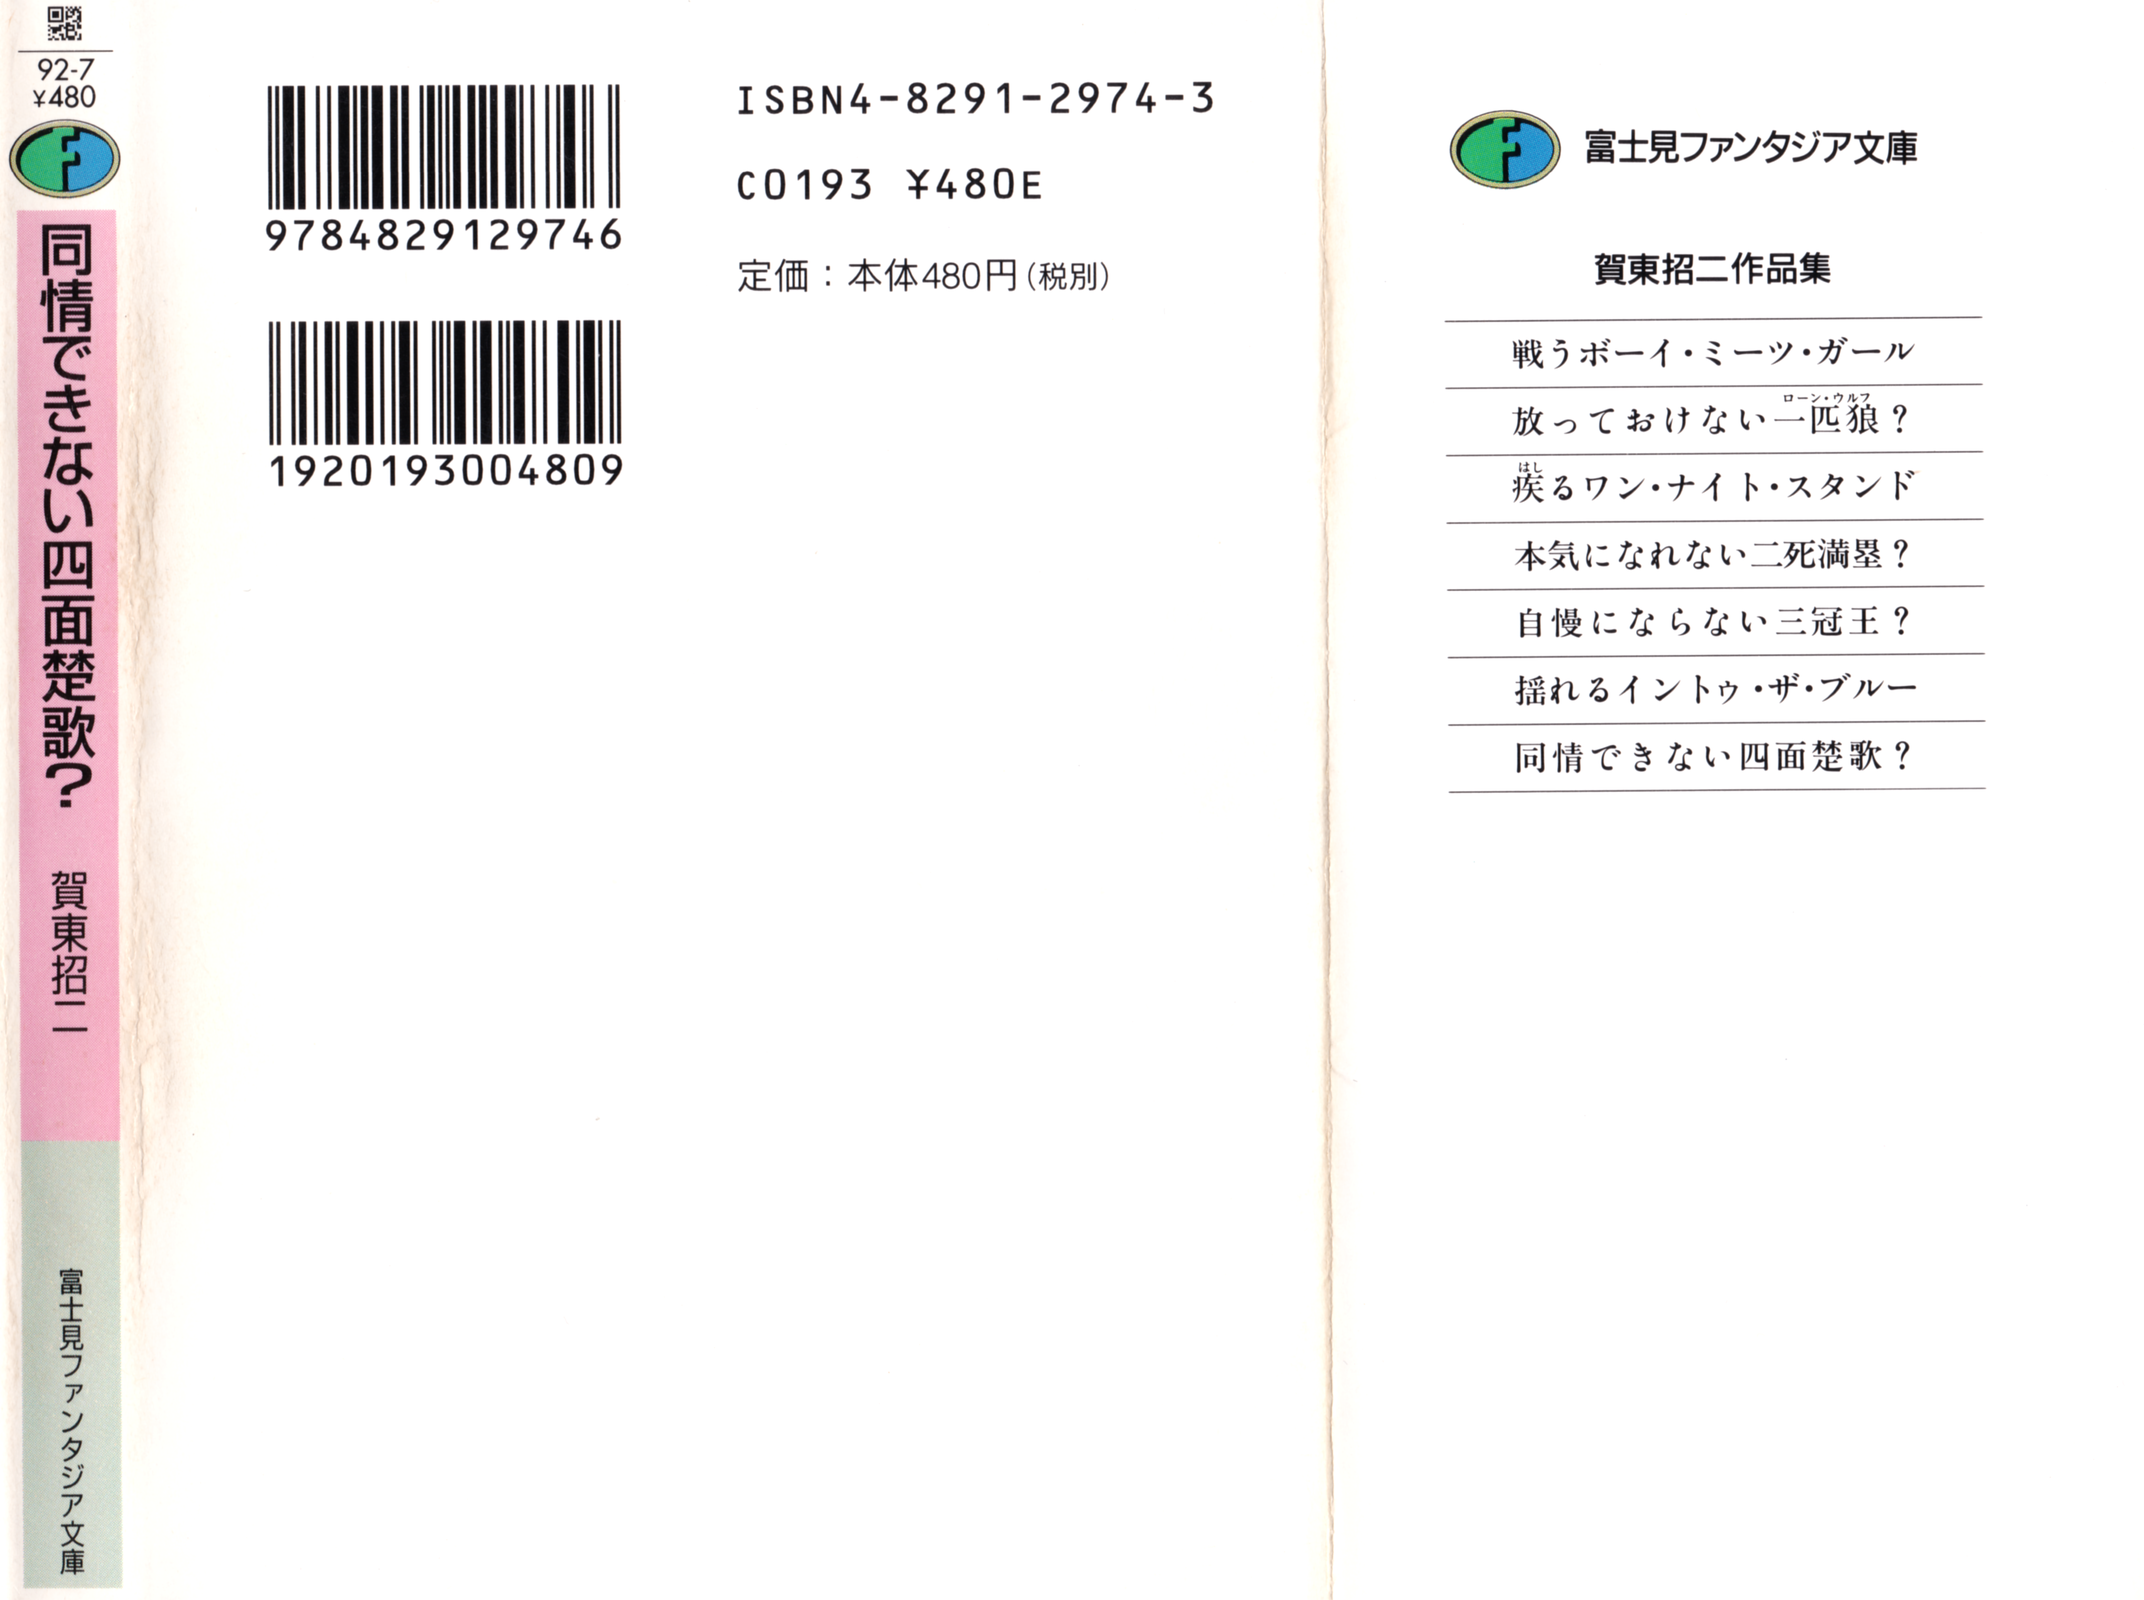 92-7
¥480
同情できない四面楚歌?
賀東招二
富士見ファンタジア文庫
9784829129746
1920193004809
ISBN4-8291-2974-3
C0193 ¥480E
定価：本体480円(税別)
富士見ファンタジア文庫
賀東招二作品集
戦うボーイ・ミーツ・ガール
ローン・ウルフ
放っておけない一匹狼？
はし
疾るワン・ナイト・スタンド
本気になれない二死満塁？
自慢にならない三冠王？
揺れるイントゥ・ザ・ブルー
同情できない四面楚歌？